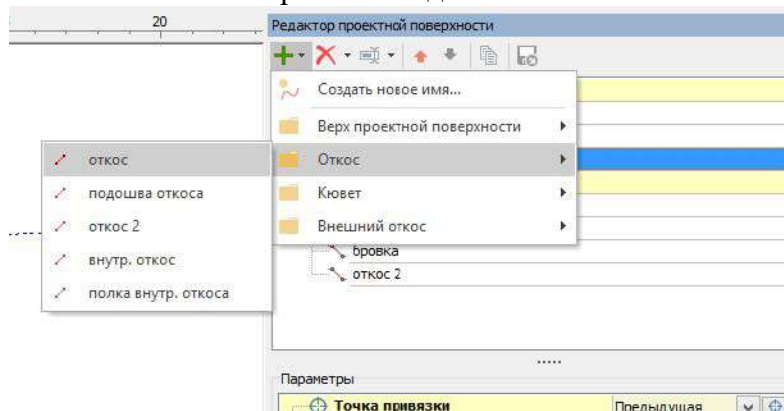 20
Редактор проектной поверхности
Создать новое имя...
Верх проектной поверхности
Откос
Кювет
Внешний откос
откос
подошва откоса
откос 2
внутр. откос
полка внутр. откоса
бровка
откос 2
Параметры
Точка привязки Предыдущая